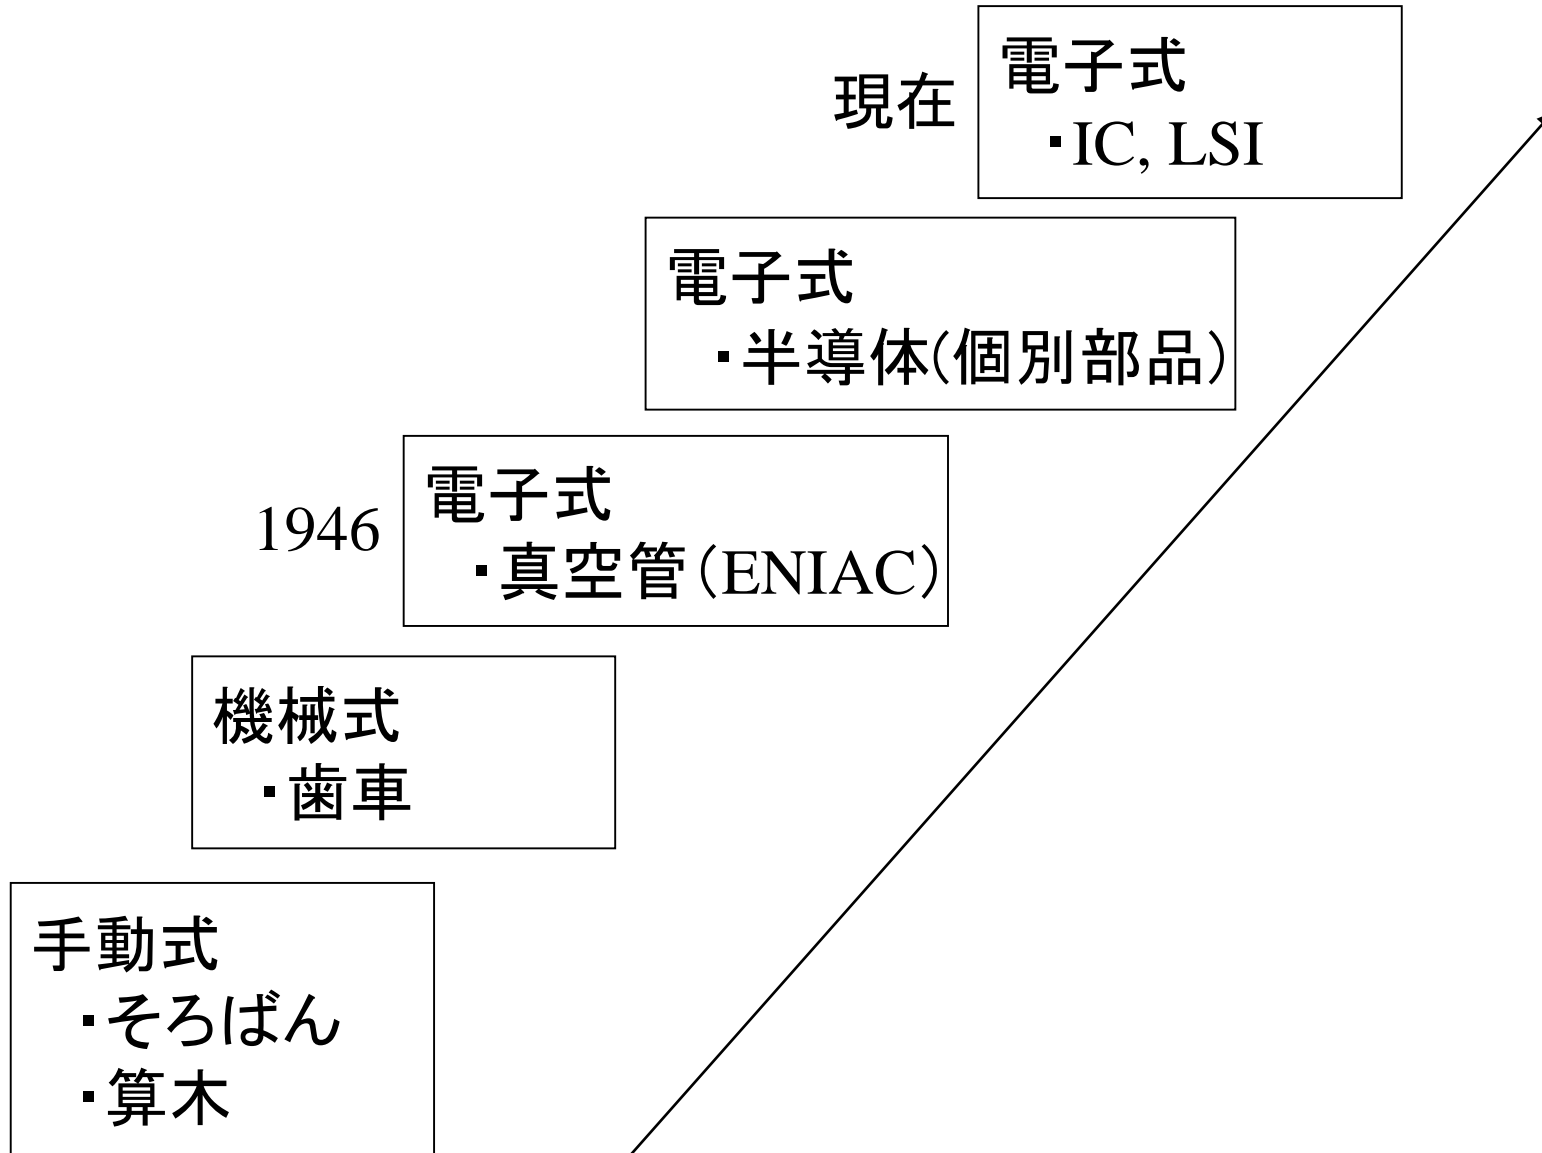 現在
電子式
・IC, LSI
電子式
・半導体(個別部品)
1946
電子式
・真空管(ENIAC)
機械式
・歯車
手動式
・そろばん
・算木